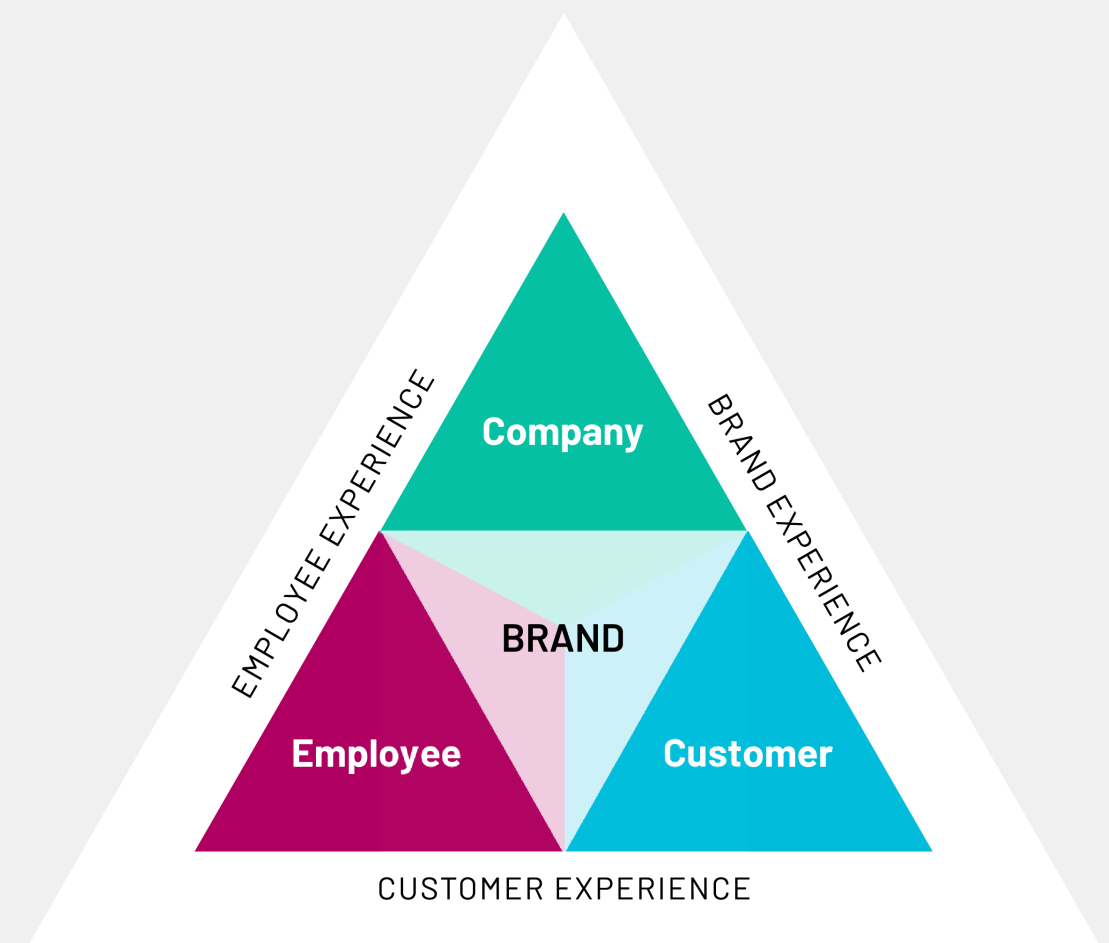 Company
EMPLOYEE EXPERIENCE
BRAND EXPERIENCE
BRAND
Employee
Customer
CUSTOMER EXPERIENCE